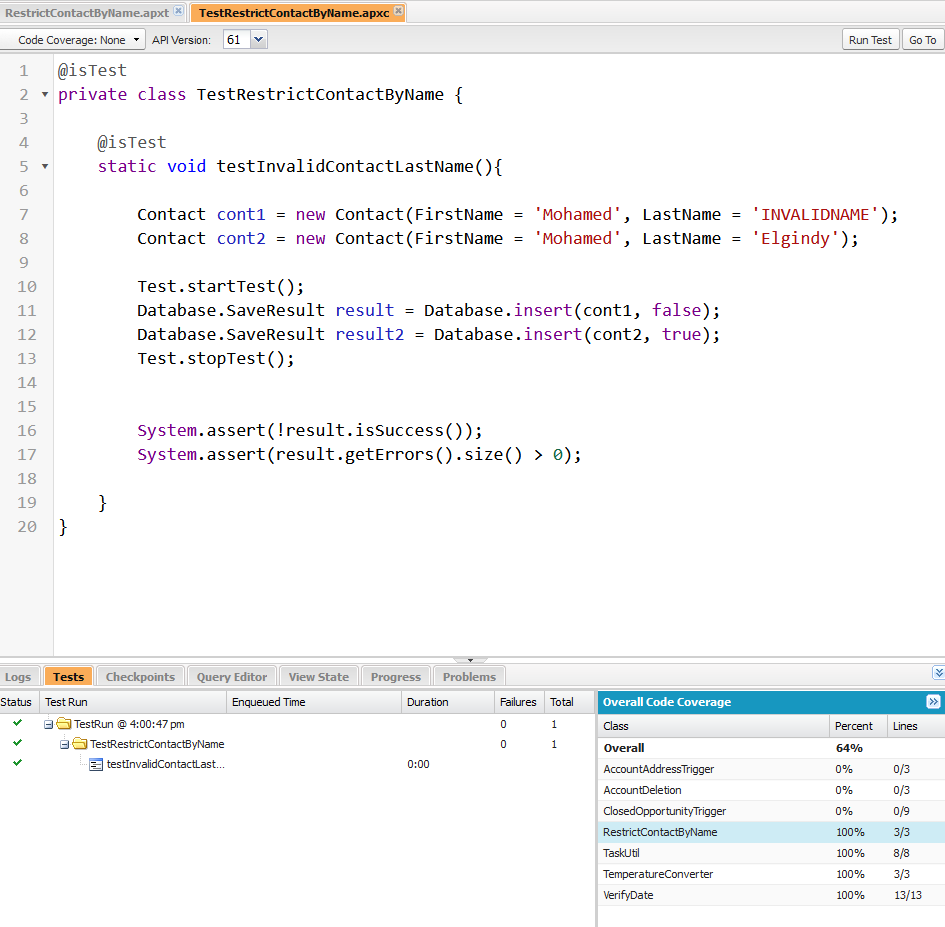 RestrictContactByName.apxt TestRestrictContactByName.apxc
Code Coverage: None API Version: 61 Run Test Go To
1 @isTest
2 private class TestRestrictContactByName {
3
4 @isTest
5 static void testInvalidContactLastName(){
6
7 Contact cont1 = new Contact(FirstName = 'Mohamed', LastName = 'INVALIDNAME');
8 Contact cont2 = new Contact(FirstName = 'Mohamed', LastName = 'Elgindy');
9
10 Test.startTest();
11 Database.SaveResult result = Database.insert(cont1, false);
12 Database.SaveResult result2 = Database.insert(cont2, true);
13 Test.stopTest();
14
15
16 System.assert(!result.isSuccess());
17 System.assert(result.getErrors().size() > 0);
18
19 }
20 }
Logs Tests Checkpoints Query Editor View State Progress Problems
Status Test Run Enqueued Time Duration Failures Total
TestRun @ 4:00:47 pm 0 1
TestRestrictContactByName 0 1
testInvalidContactLast... 0:00
Overall Code Coverage
Class Percent Lines
Overall 64%
AccountAddressTrigger 0% 0/3
AccountDeletion 0% 0/3
ClosedOpportunityTrigger 0% 0/9
RestrictContactByName 100% 3/3
TaskUtil 100% 8/8
TemperatureConverter 100% 3/3
VerifyDate 100% 13/13